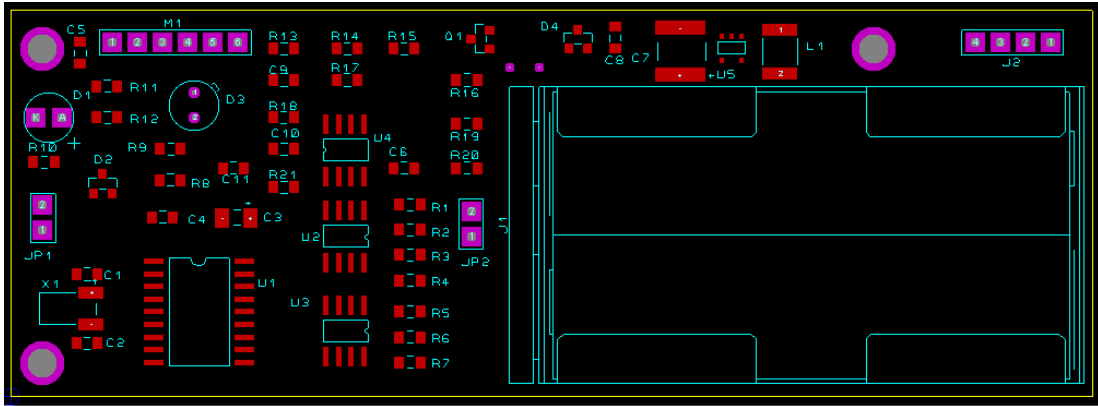 C5 M1 R13 R14 R15 Q1 D4 C8 C7 U5 L1 J2
1 2 3 4 5 6
4 3 2 1
- + +
1 2
C9 R17 R16
D1 R11 D3
1 2
K A
+
R12 R18 R19
R10 R9 C10 U4
D2 R8 C11 R21 C6 R20
2 1
JP1
C4 - + + C3 U2 R1 2 1 J1
R2
R3 JP2
X1 C1 U1 R4
+ -
U3 R5
C2 R6
R7